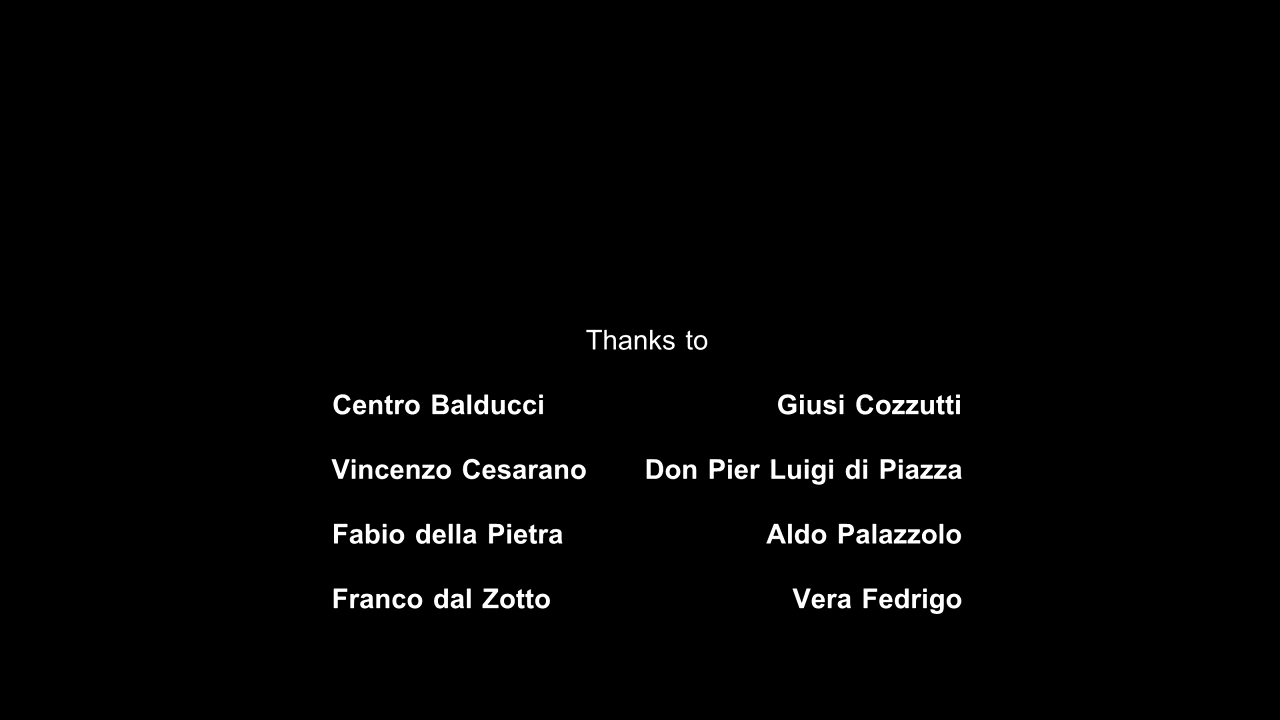 Thanks to
Centro Balducci Giusi Cozzutti
Vincenzo Cesarano Don Pier Luigi di Piazza
Fabio della Pietra Aldo Palazzolo
Franco dal Zotto Vera Fedrigo